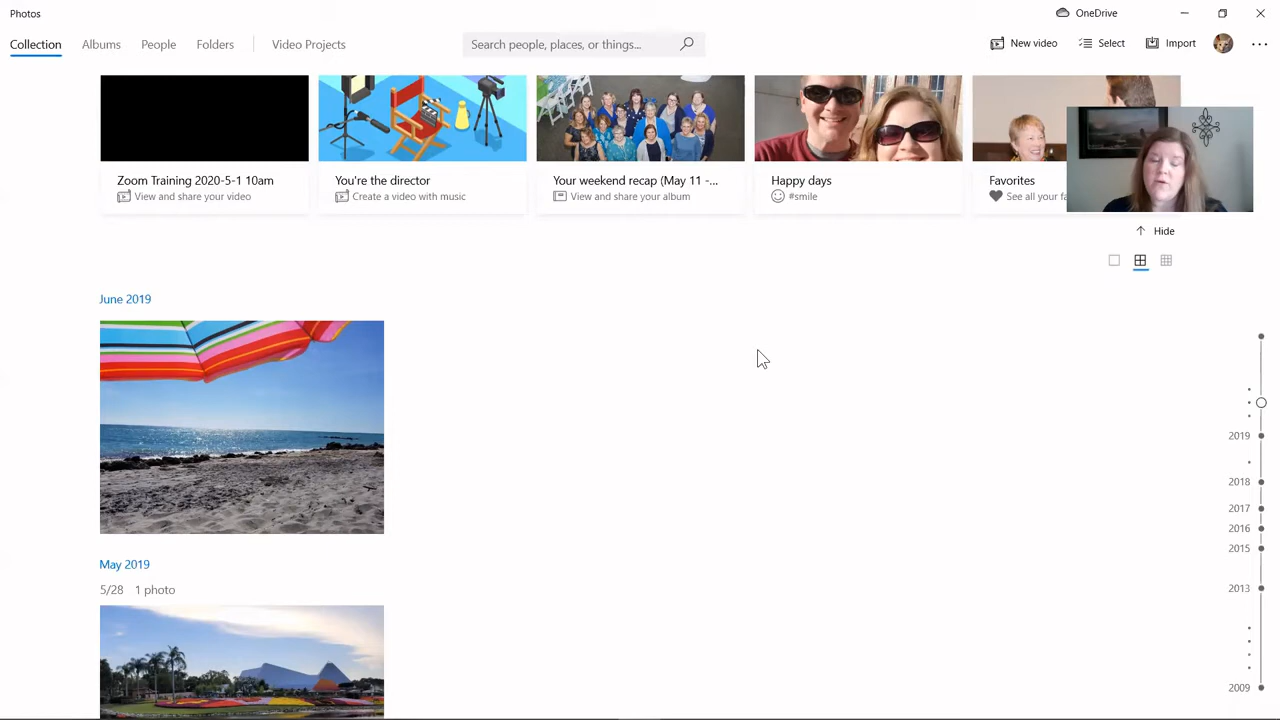 Photos
OneDrive
Collection Albums People Folders Video Projects
Search people, places, or things...
New video Select Import
Zoom Training 2020-5-1 10am
View and share your video
You're the director
Create a video with music
Your weekend recap (May 11 -...
View and share your album
Happy days
#smile
Favorites
See all your fa
Hide
June 2019
2019
2018
2017
2016
2015
May 2019
5/28 1 photo
2013
2009